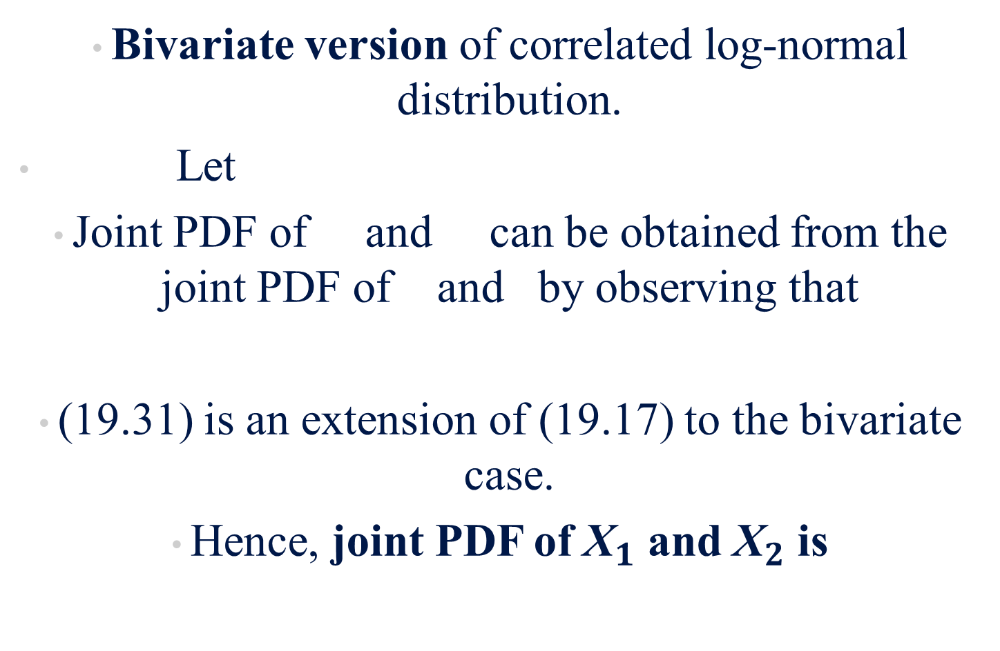 • Bivariate version of correlated log-normal
distribution.
• Let
• Joint PDF of and can be obtained from the
joint PDF of and by observing that
• (19.31) is an extension of (19.17) to the bivariate
case.
• Hence, joint PDF of X₁ and X₂ is